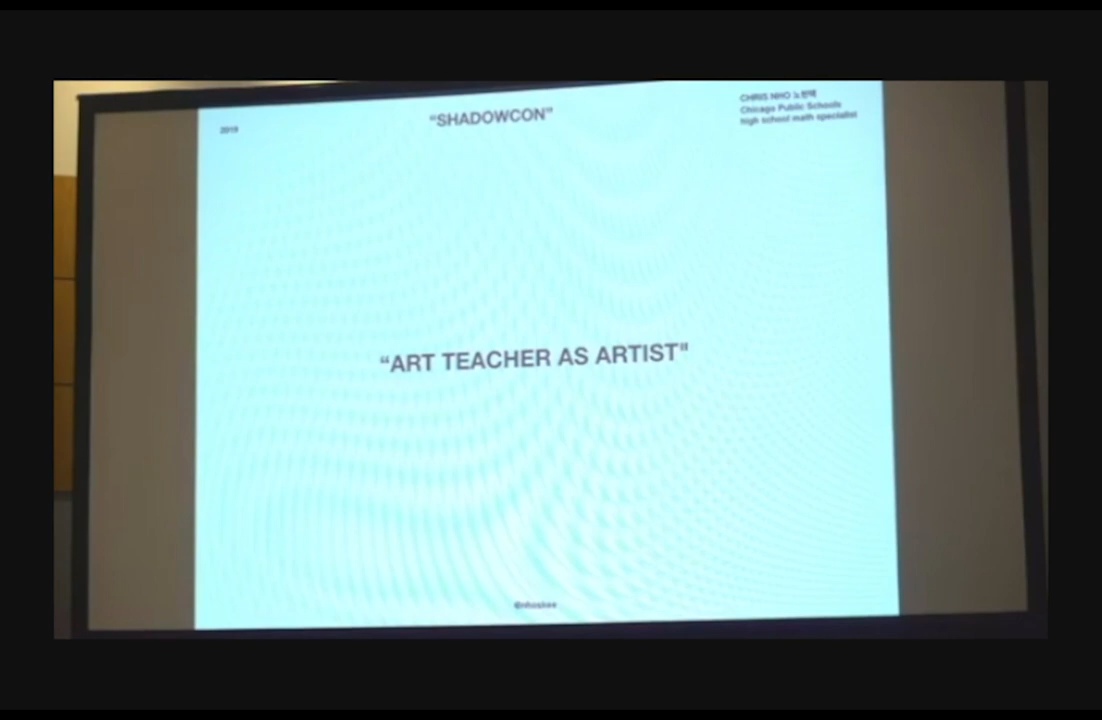 2019
“SHADOWCON”
CHRIS NHO
Chicago Public Schools
high school math specialist
“ART TEACHER AS ARTIST”